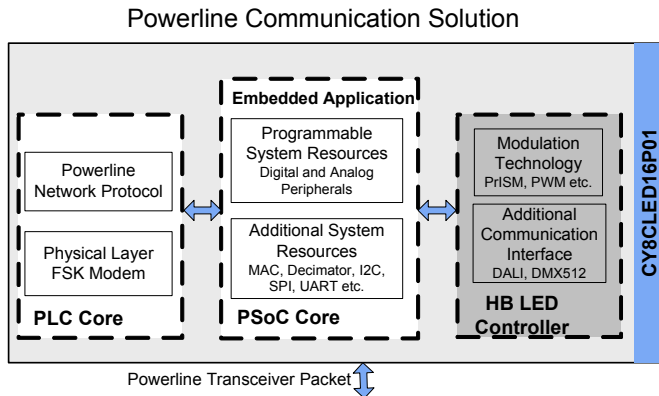 Powerline Communication Solution
Embedded Application
Powerline
Network Protocol
Physical Layer
FSK Modem
PLC Core
Programmable
System Resources
Digital and Analog
Peripherals
Additional System
Resources
MAC, Decimator, I2C,
SPI, UART etc.
PSoC Core
Modulation
Technology
PrISM, PWM etc.
Additional
Communication
Interface
DALI, DMX512
HB LED
Controller
CY8CLED16P01
Powerline Transceiver Packet